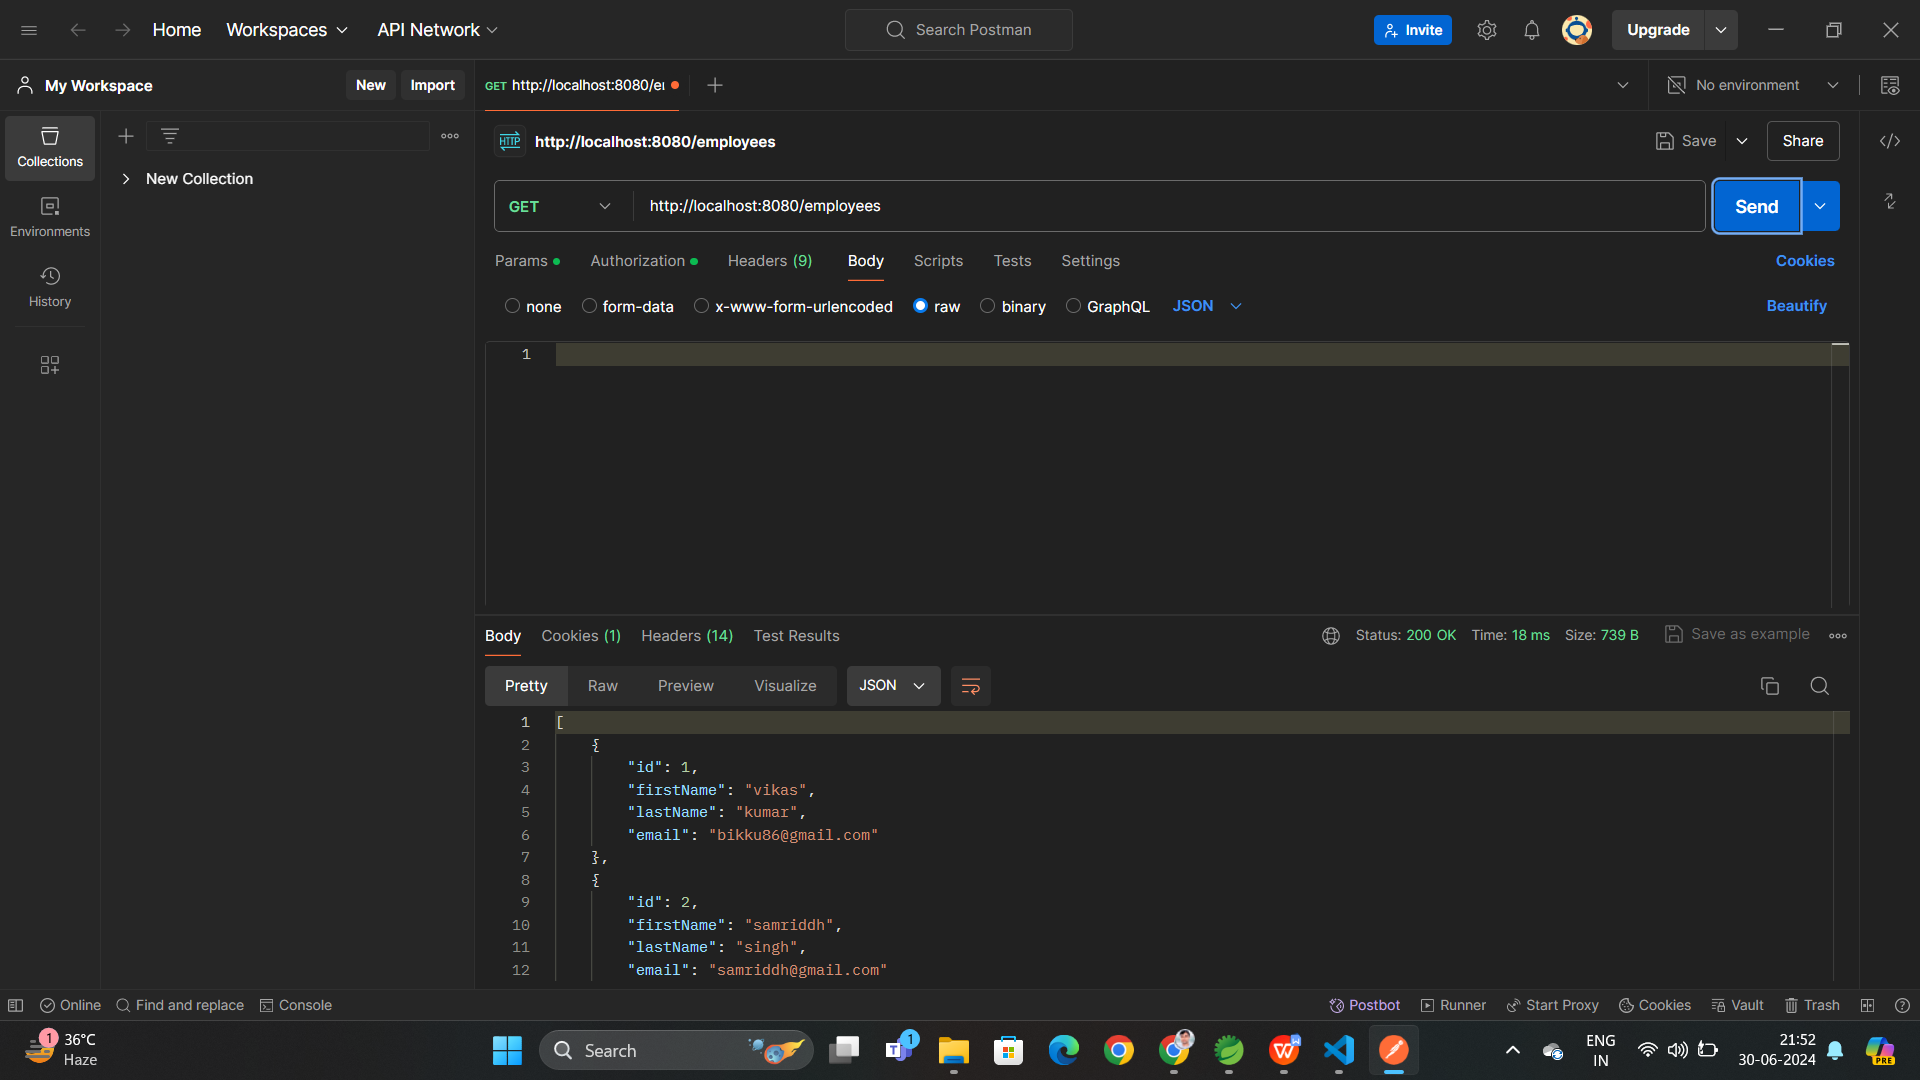 Home Workspaces API Network Search Postman Invite Upgrade
My Workspace New Import GET http://localhost:8080/e No environment
Collections
HTTP http://localhost:8080/employees Save Share
New Collection
GET http://localhost:8080/employees Send
Environments
Params Authorization Headers (9) Body Scripts Tests Settings Cookies
History
none form-data x-www-form-urlencoded raw binary GraphQL JSON Beautify
1
Body Cookies (1) Headers (14) Test Results Status: 200 OK Time: 18 ms Size: 739 B Save as example
Pretty Raw Preview Visualize JSON
1 [
2 {
3 "id": 1,
4 "firstName": "vikas",
5 "lastName": "kumar",
6 "email": "bikku86@gmail.com"
7 },
8 {
9 "id": 2,
10 "firstName": "samriddh",
11 "lastName": "singh",
12 "email": "samriddh@gmail.com"
Online Find and replace Console Postbot Runner Start Proxy Cookies Vault Trash
1 36°C
Haze
Search
T 1
W W
ENG
IN
21:52
30-06-2024
PRE